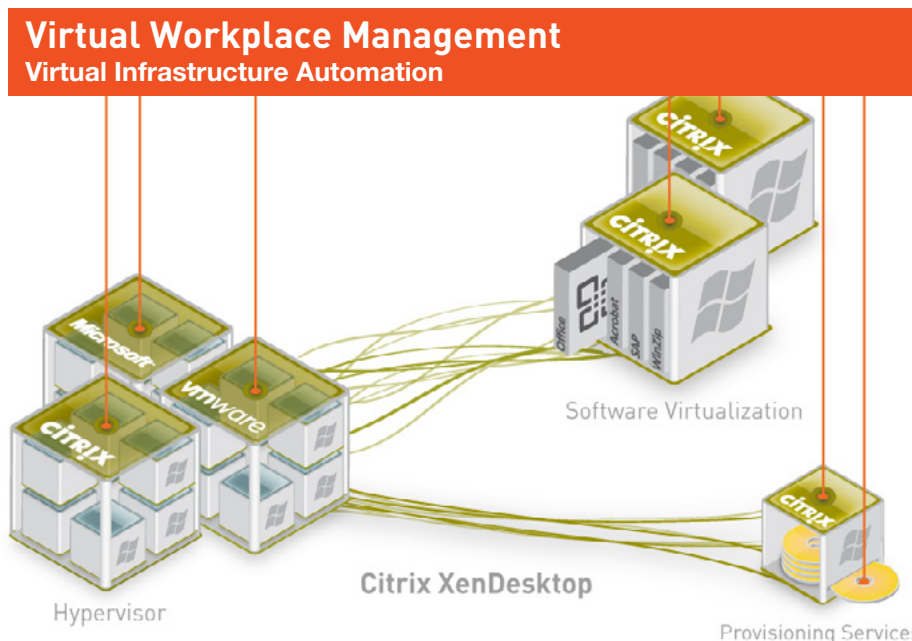 Virtual Workplace Management
Virtual Infrastructure Automation
CiTRIX
CiTRIX
Office
Acrobat
SAP
WinZip
Software Virtualization
Microsoft
vmware
CiTRIX
CiTRIX
Citrix XenDesktop
Hypervisor
Provisioning Services